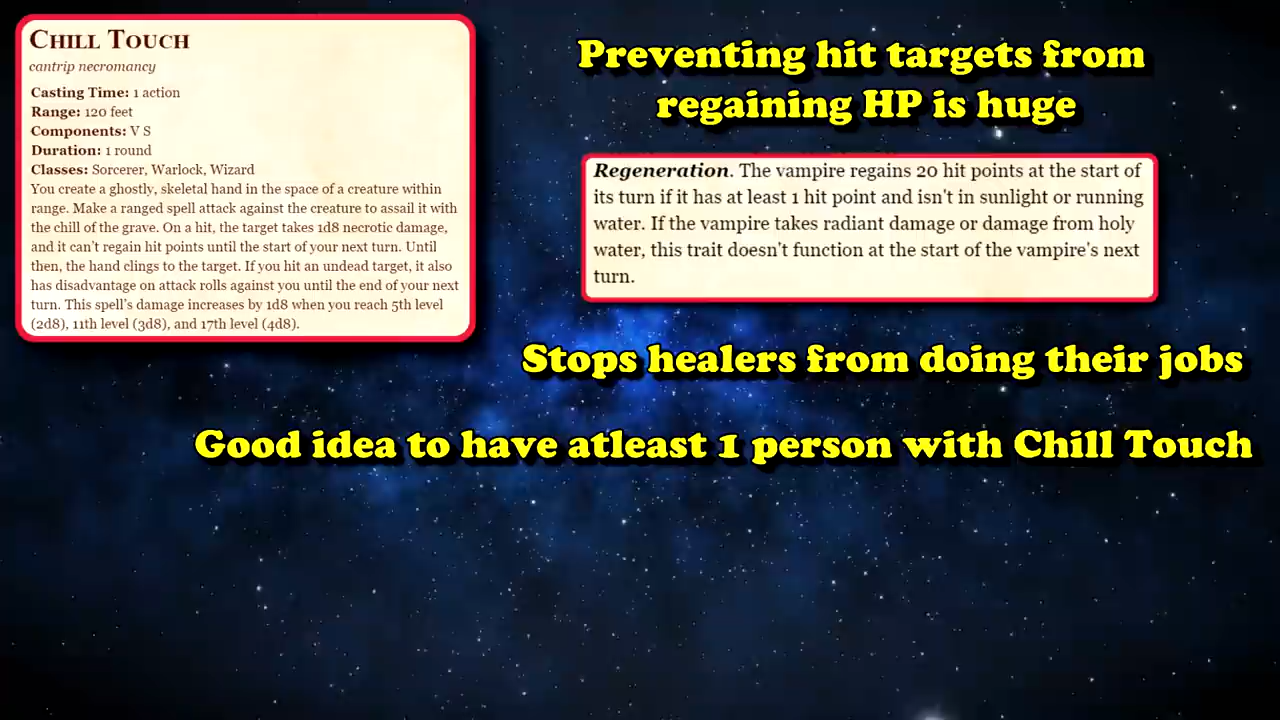 CHILL TOUCH
cantrip necromancy
Casting Time: 1 action
Range: 120 feet
Components: V S
Duration: 1 round
Classes: Sorcerer, Warlock, Wizard
You create a ghostly, skeletal hand in the space of a creature within
range. Make a ranged spell attack against the creature to assail it with
the chill of the grave. On a hit, the target takes 1d8 necrotic damage,
and it can't regain hit points until the start of your next turn. Until
then, the hand clings to the target. If you hit an undead target, it also
has disadvantage on attack rolls against you until the end of your next
turn. This spell's damage increases by 1d8 when you reach 5th level
(2d8), 11th level (3d8), and 17th level (4d8).
Preventing hit targets from
regaining HP is huge
Regeneration. The vampire regains 20 hit points at the start of
its turn if it has at least 1 hit point and isn't in sunlight or running
water. If the vampire takes radiant damage or damage from holy
water, this trait doesn't function at the start of the vampire's next
turn.
Stops healers from doing their jobs
Good idea to have atleast 1 person with Chill Touch